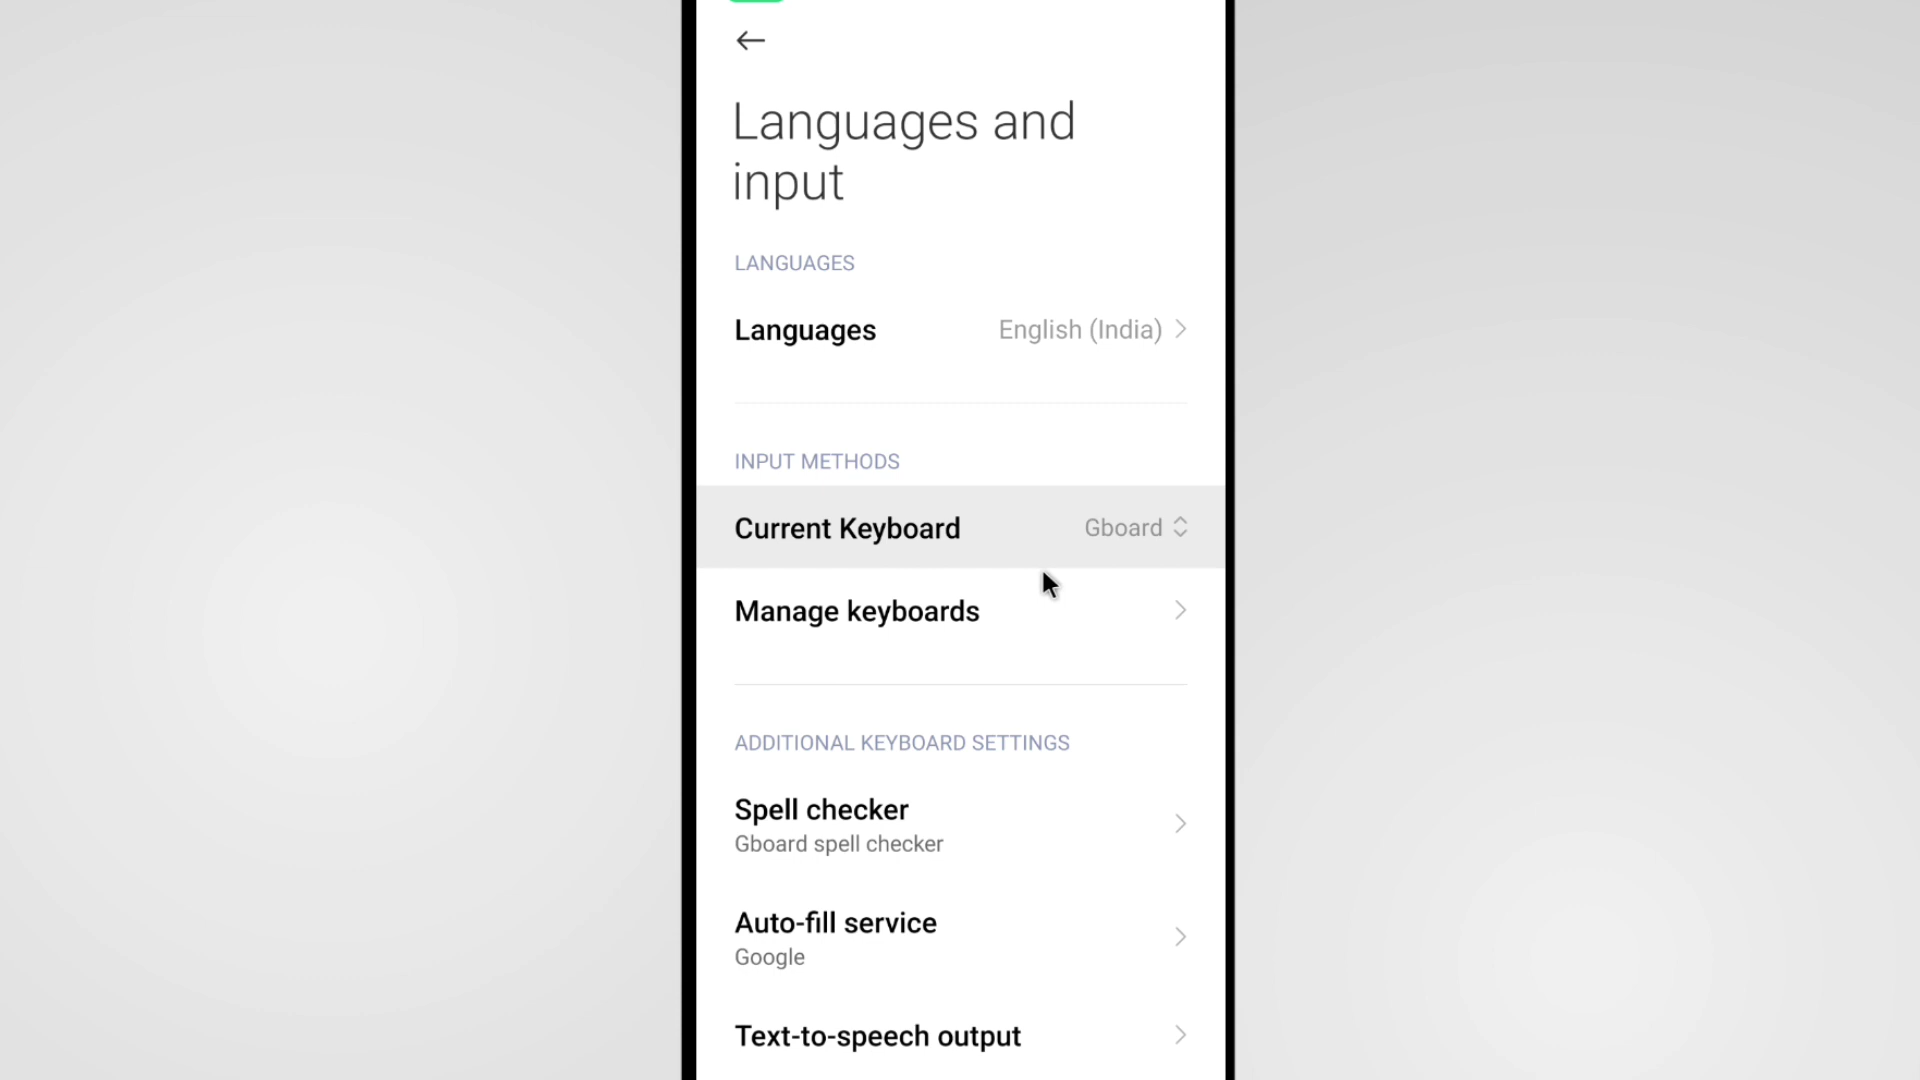 Languages and
input
LANGUAGES
Languages English (India)
INPUT METHODS
Current Keyboard Gboard
Manage keyboards
ADDITIONAL KEYBOARD SETTINGS
Spell checker
Gboard spell checker
Auto-fill service
Google
Text-to-speech output